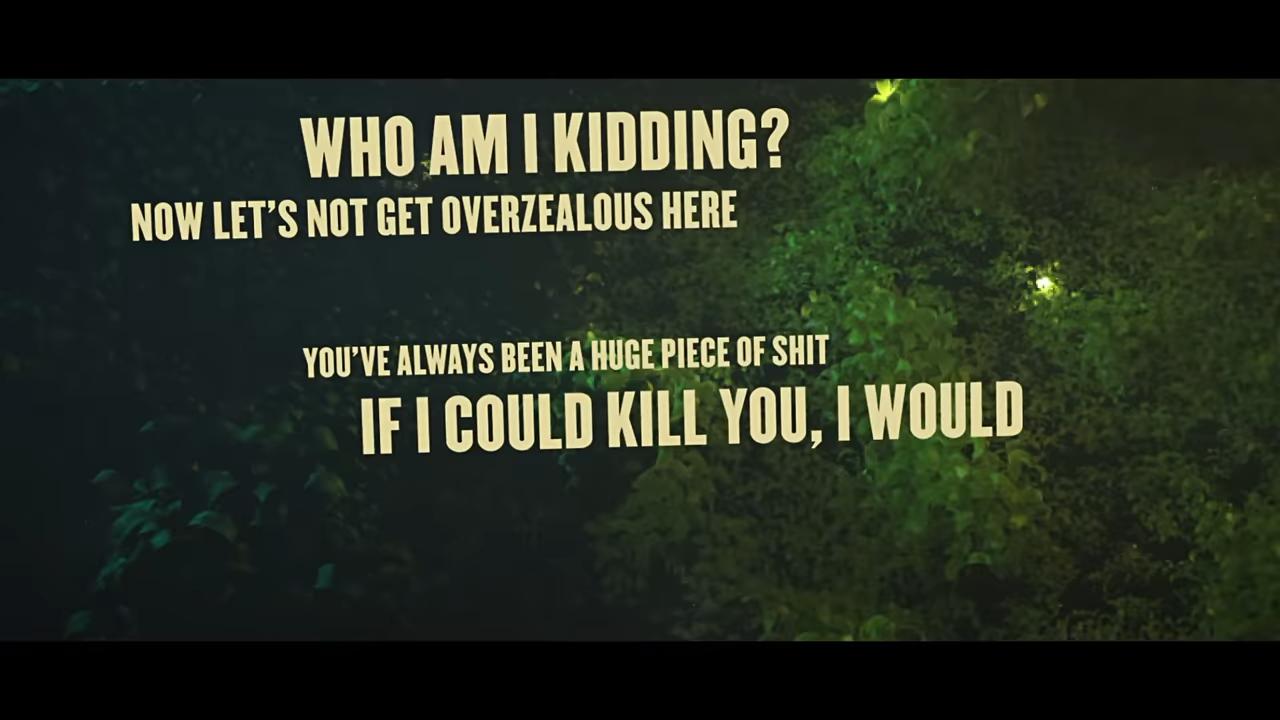 WHO AM I KIDDING?
NOW LET'S NOT GET OVERZEALOUS HERE
YOU'VE ALWAYS BEEN A HUGE PIECE OF SHIT
IF I COULD KILL YOU, I WOULD